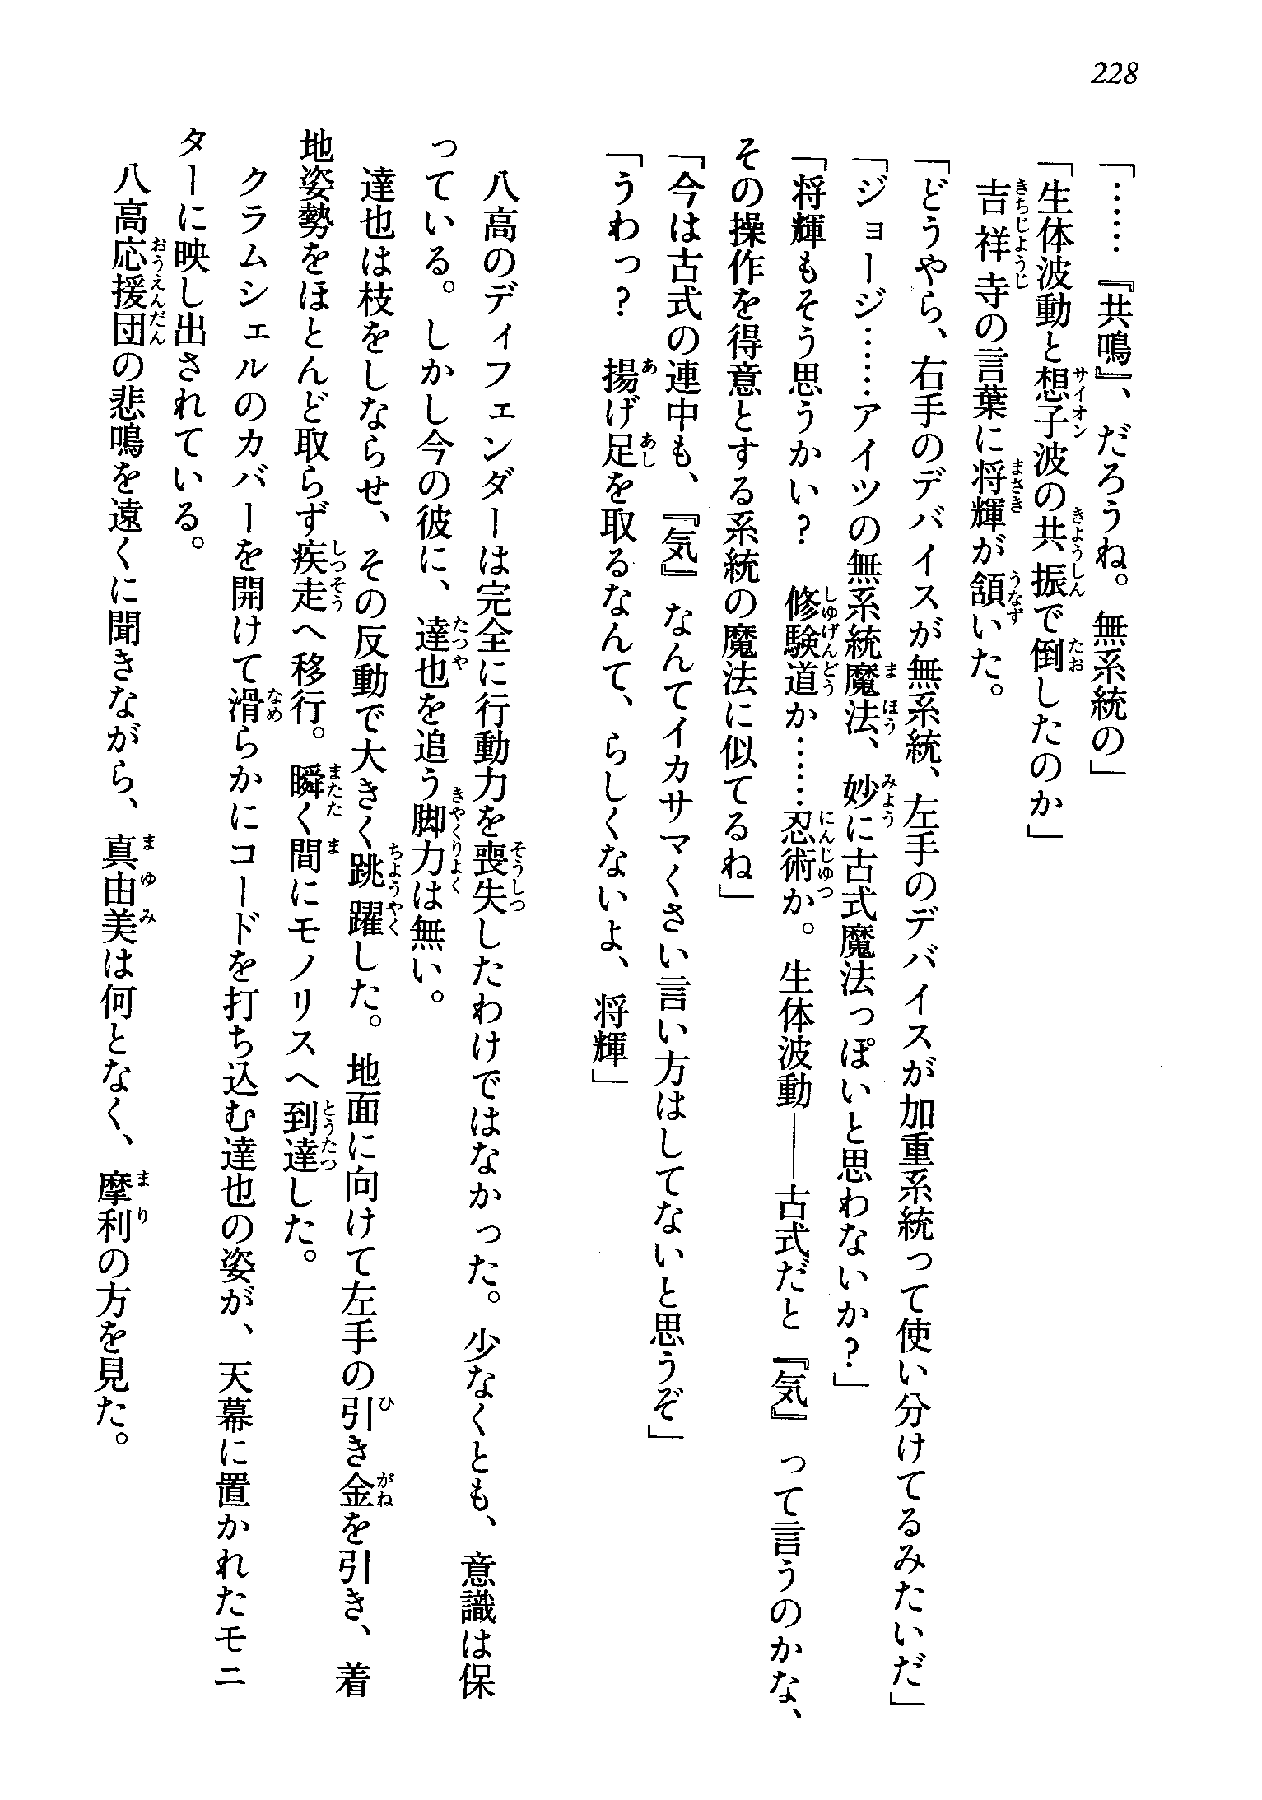 228
「……『共鳴』、だろうね。無系統の」
「生体波動と想子波の共振で倒したのか」
吉祥寺の言葉に将輝が頷いた。
「どうやら、右手のデバイスが無系統、左手のデバイスが加重系統って使い分けてるみたいだ」
「ジョージ……アイツの無系統魔法、妙に古式魔法っぽいと思わないか?」
「将輝もそう思うかい?　修験道か……忍術か。生体波動――古式だと『気』って言うのかな、
その操作を得意とする系統の魔法に似てるね」
「今は古式の連中も、『気』なんてイカサマくさい言い方はしてないと思うぞ」
「うわっ?　揚げ足を取るなんて、らしくないよ、将輝」
八高のディフェンダーは完全に行動力を喪失したわけではなかった。少なくとも、意識は保
っている。しかし今の彼に、達也を追う脚力は無い。
達也は枝をしならせ、その反動で大きく跳躍した。地面に向けて左手の引き金を引き、着
地姿勢をほとんど取らず疾走へ移行。瞬く間にモノリスへ到達した。
クラムシェルのカバーを開けて滑らかにコードを打ち込む達也の姿が、天幕に置かれたモニ
ターに映し出されている。
八高応援団の悲鳴を遠くに聞きながら、真由美は何となく、摩利の方を見た。